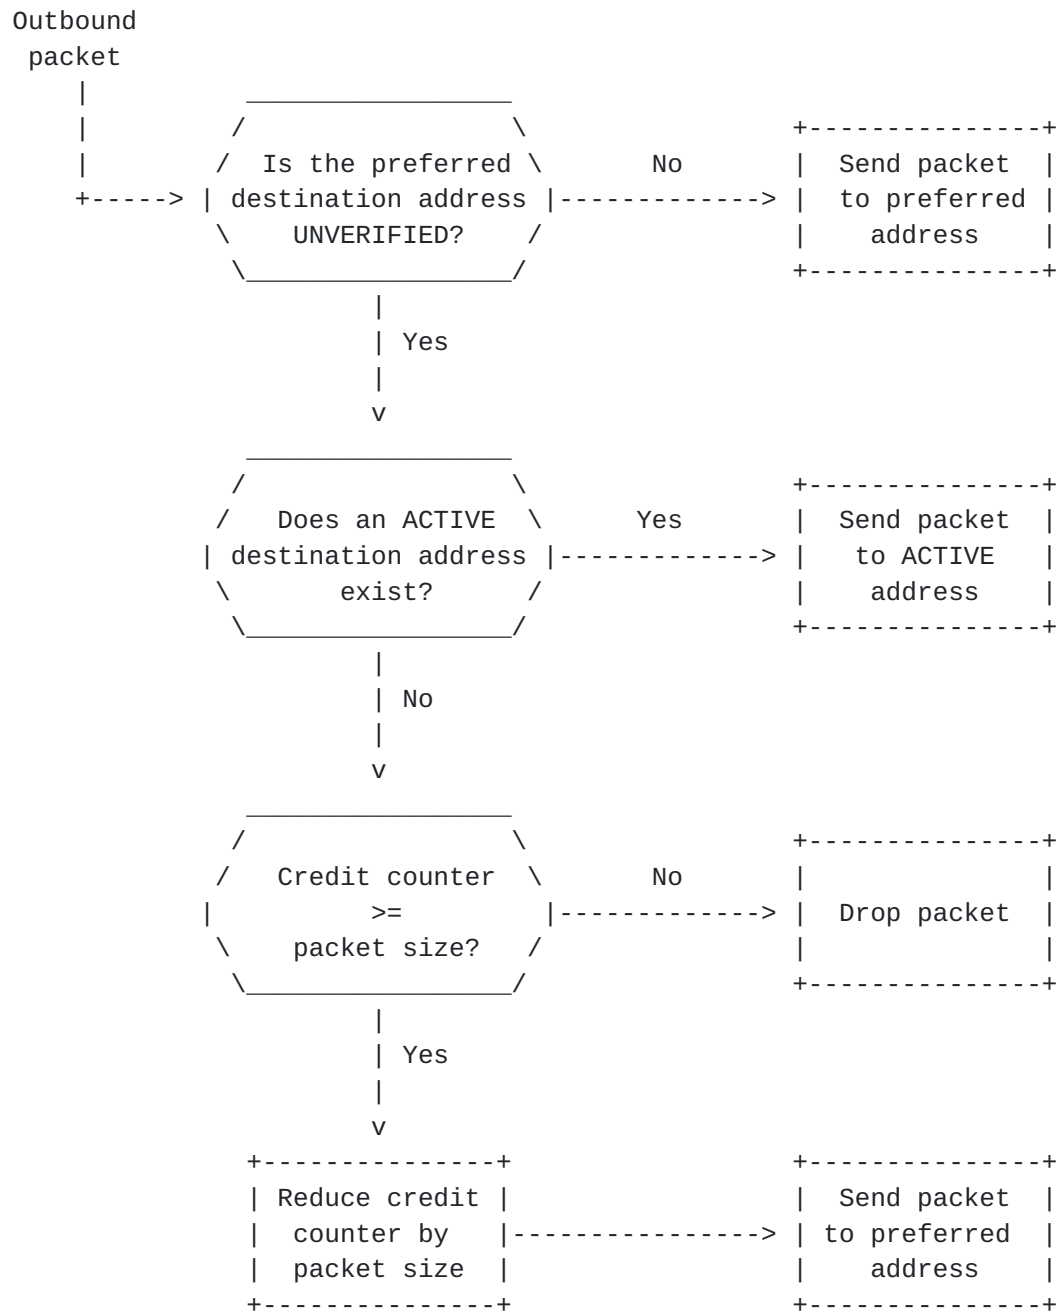 Outbound
packet
Is the preferred
destination address
UNVERIFIED?
No
Send packet
to preferred
address
Yes
Does an ACTIVE
destination address
exist?
Yes
Send packet
to ACTIVE
address
No
Credit counter
>=
packet size?
No
Drop packet
Yes
Reduce credit
counter by
packet size
Send packet
to preferred
address